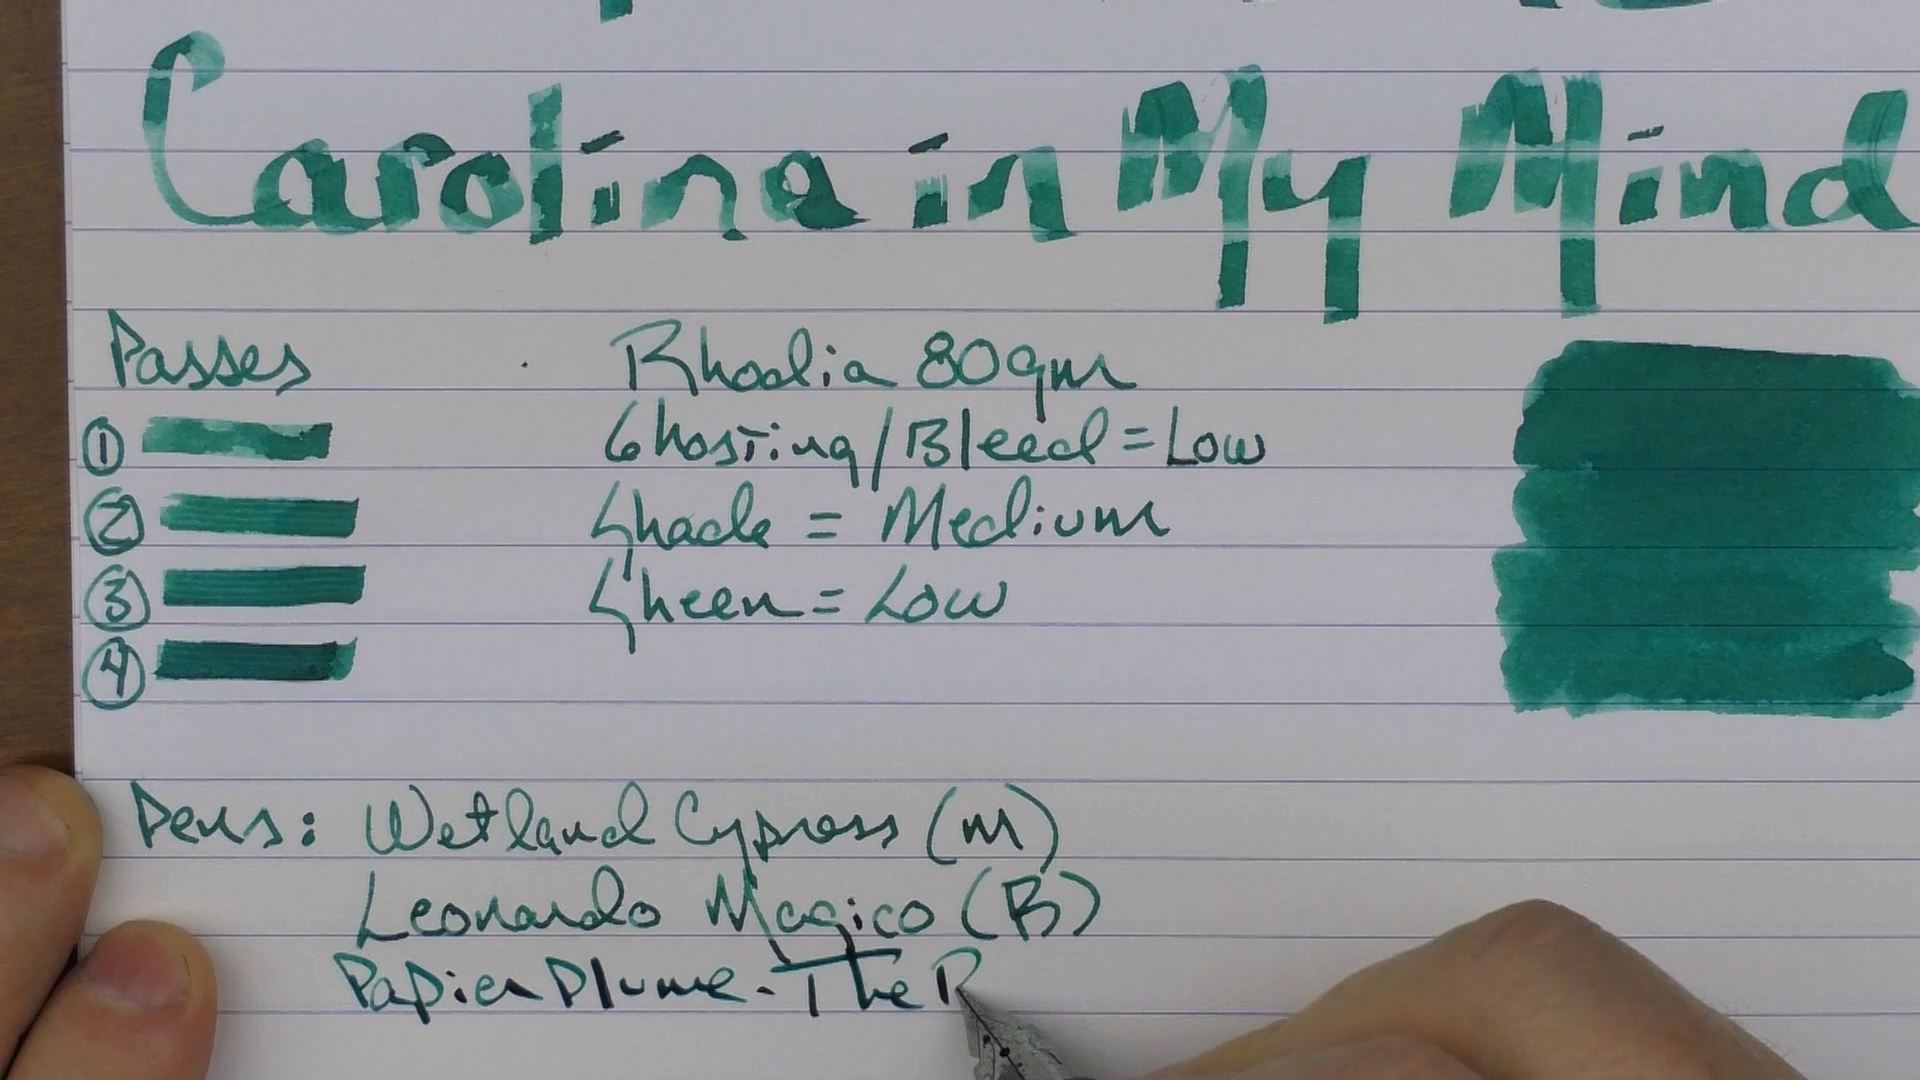 Carolina in My Mind
Passes
1
2
3
4
Rhodia 80gm
Ghosting/Bleed = Low
Shade = Medium
Sheen = Low
Pens: Wetland Cypress (M)
Leonardo Magico (B)
Papier Plume - The